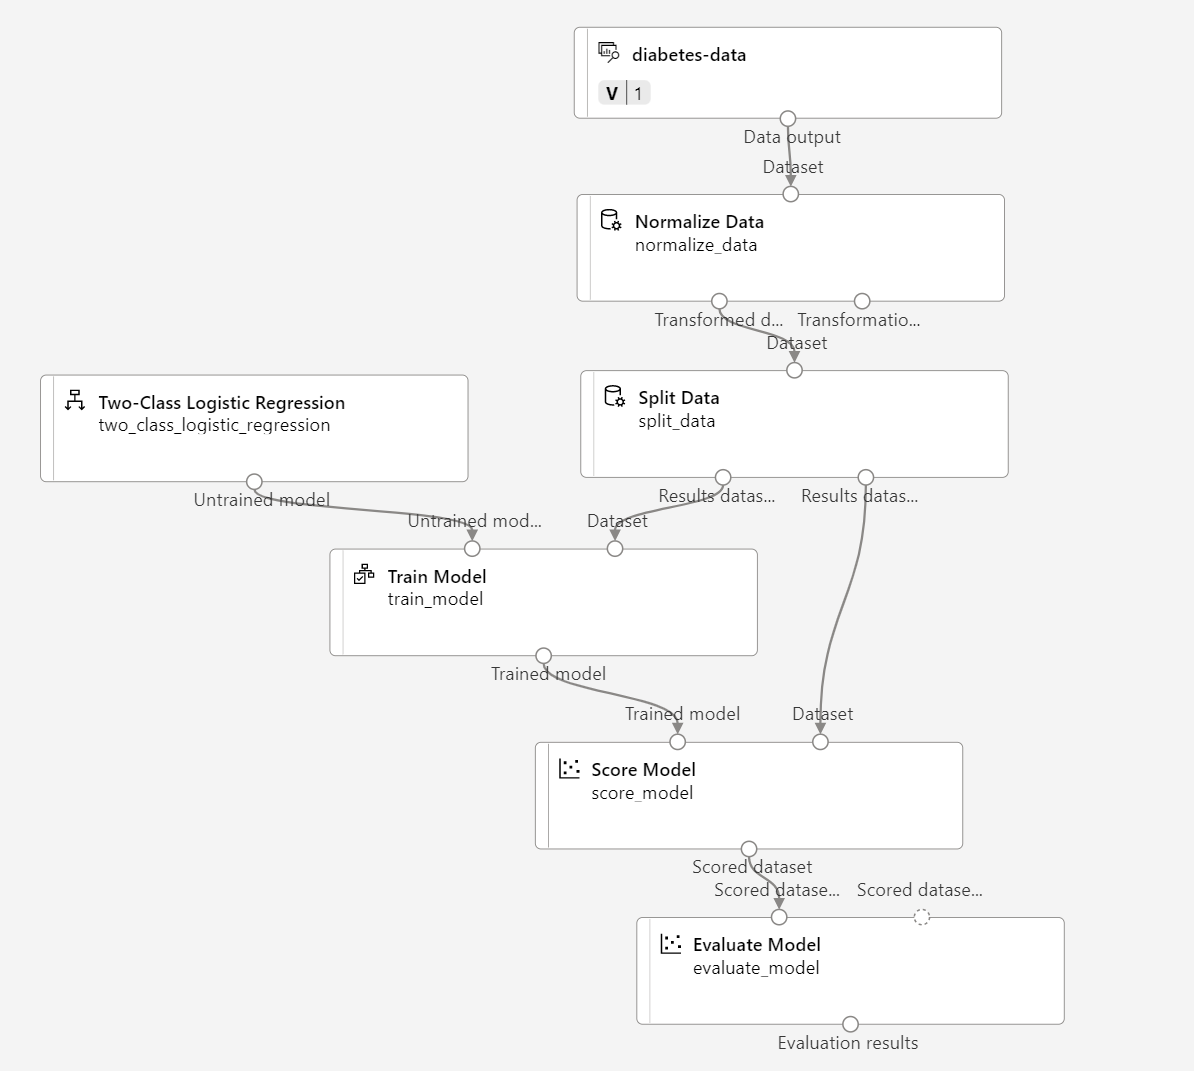 diabetes-data
V 1
Data output
Dataset
Normalize Data
normalize_data
Transformed d... Transformatio...
Dataset
Two-Class Logistic Regression
two_class_logistic_regression
Untrained model
Split Data
split_data
Results datas... Results datas...
Untrained mod... Dataset
Train Model
train_model
Trained model
Trained model Dataset
Score Model
score_model
Scored dataset
Scored datase... Scored datase...
Evaluate Model
evaluate_model
Evaluation results